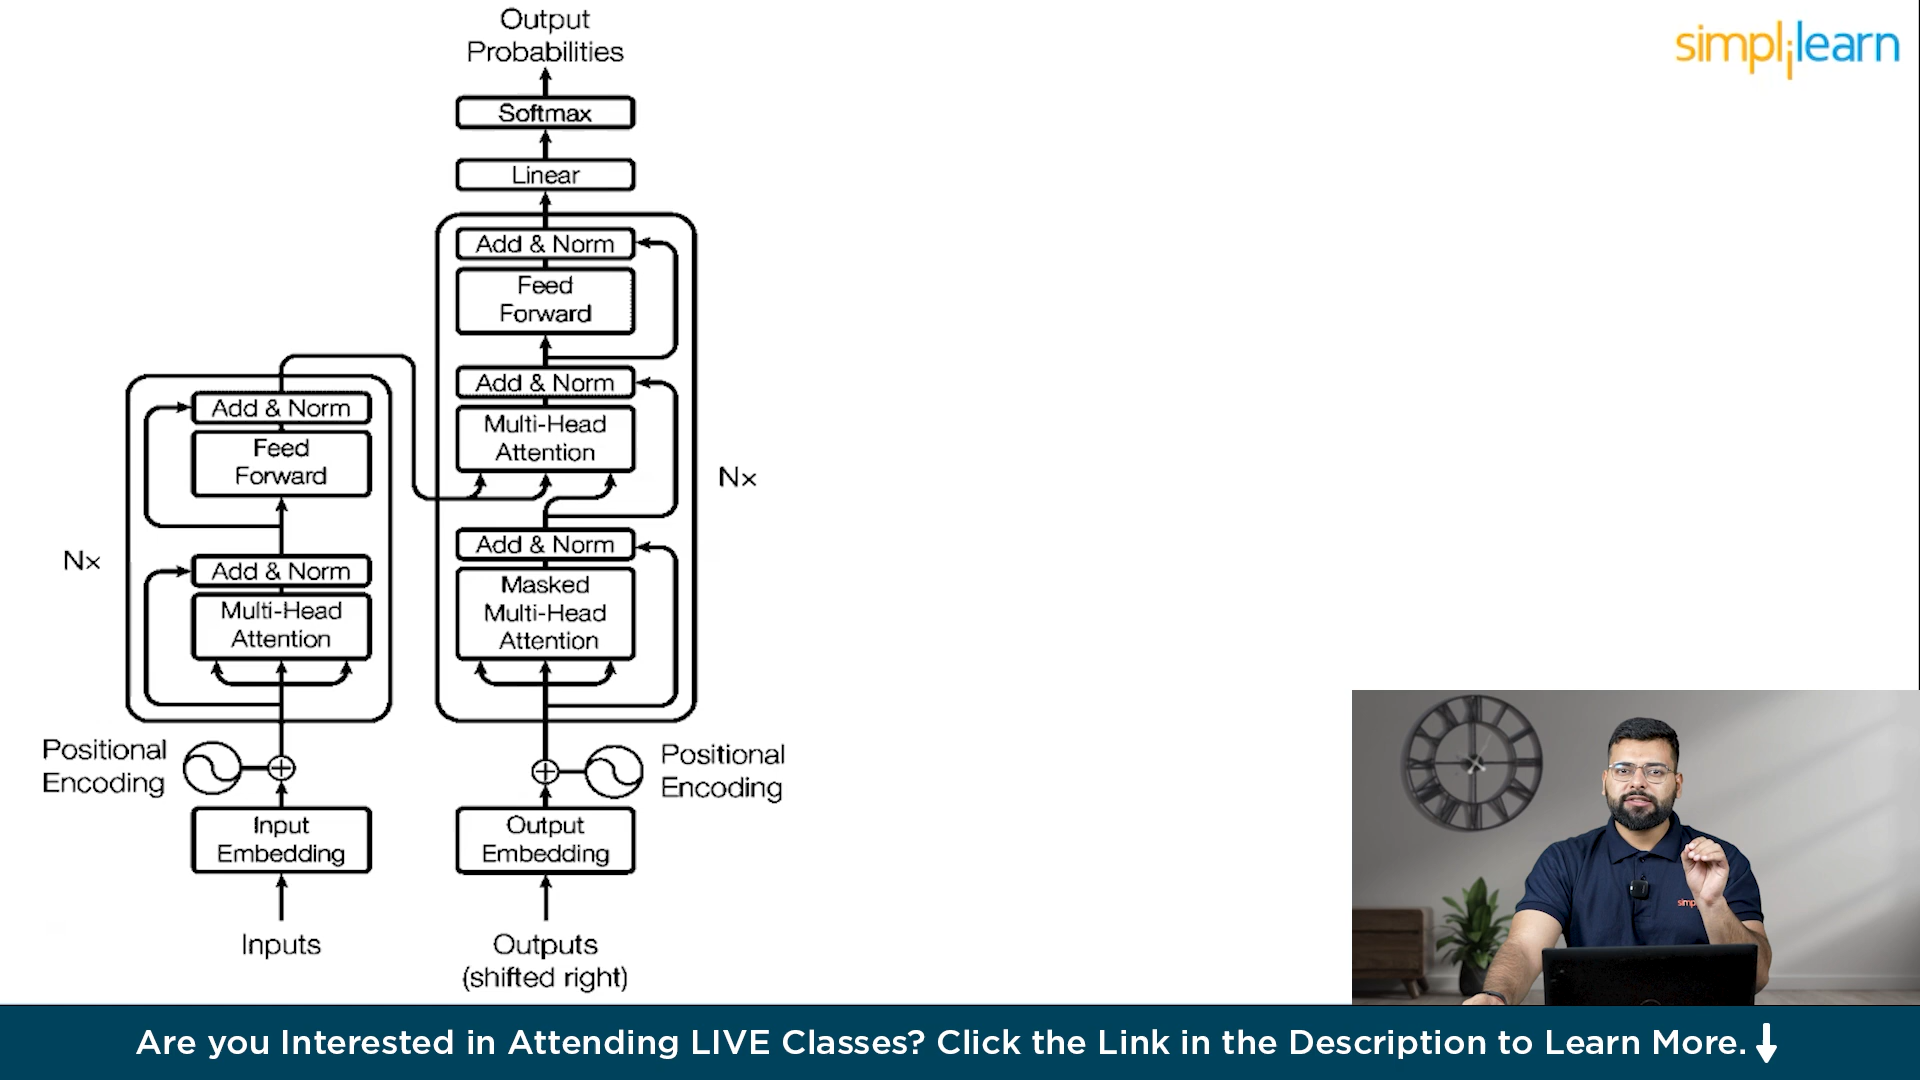 Output
Probabilities
simplilearn
Softmax
Linear
Add & Norm
Feed
Forward
Add & Norm
Multi-Head
Attention
Nx
Add & Norm
Masked
Multi-Head
Attention
Add & Norm
Feed
Forward
Nx
Add & Norm
Multi-Head
Attention
Positional
Encoding
Positional
Encoding
Input
Embedding
Output
Embedding
Inputs
Outputs
(shifted right)
simp
Are you Interested in Attending LIVE Classes? Click the Link in the Description to Learn More.